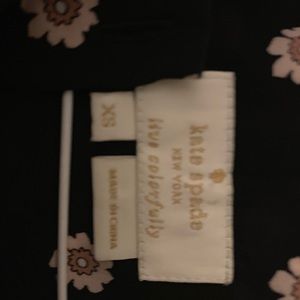 kate spade
NEW YORK
live colorfully
XS
MADE IN CHINA